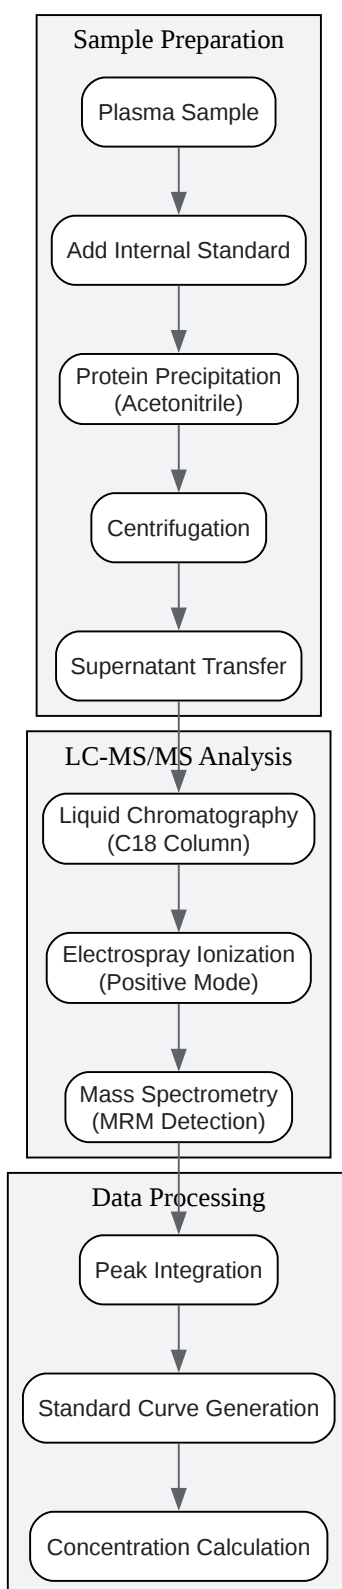 Sample Preparation
Plasma Sample
Add Internal Standard
Protein Precipitation
(Acetonitrile)
Centrifugation
Supernatant Transfer
LC-MS/MS Analysis
Liquid Chromatography
(C18 Column)
Electrospray Ionization
(Positive Mode)
Mass Spectrometry
(MRM Detection)
Data Processing
Peak Integration
Standard Curve Generation
Concentration Calculation